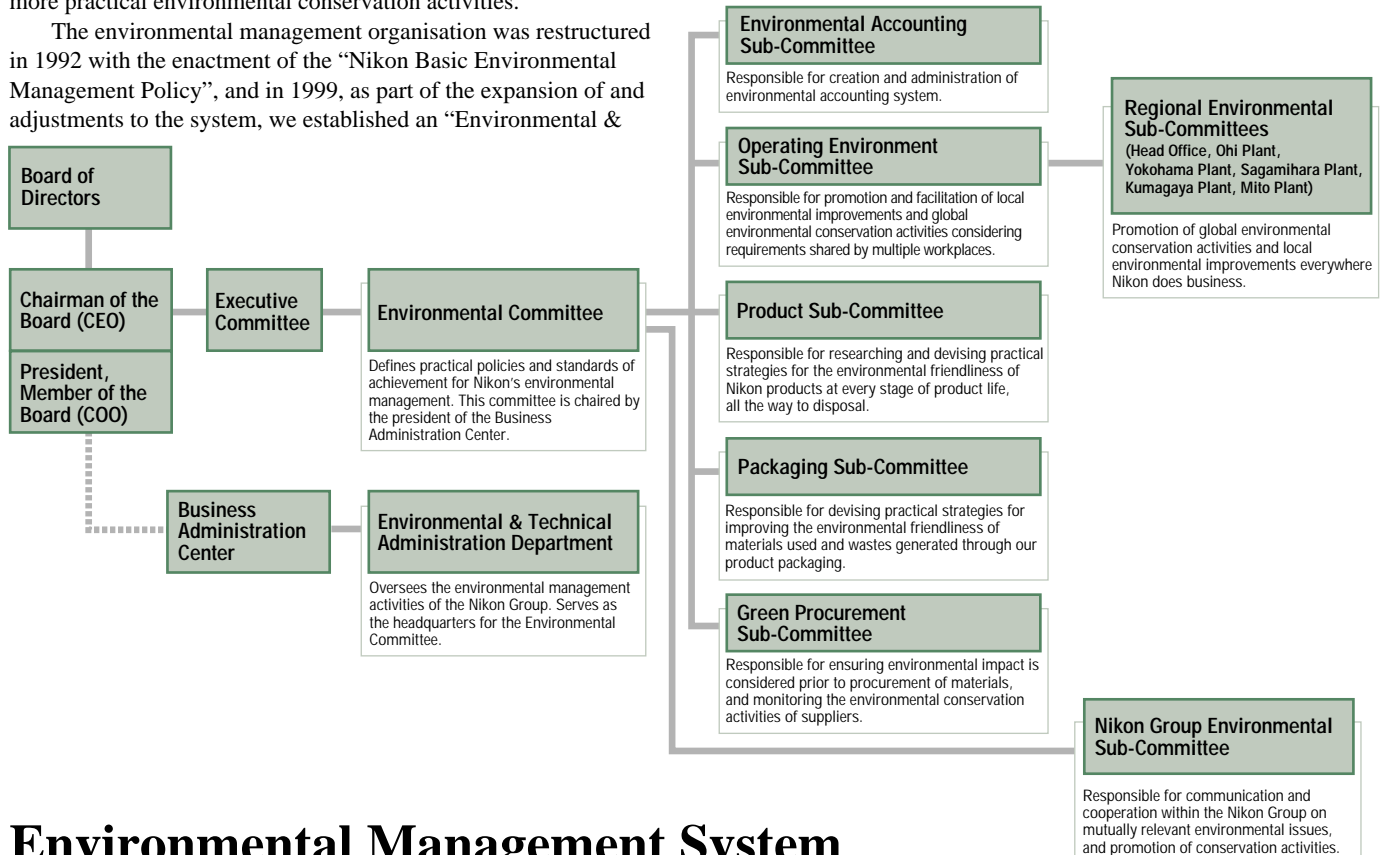 more practical environmental conservation activities.
The environmental management organisation was restructured
in 1992 with the enactment of the “Nikon Basic Environmental
Management Policy”, and in 1999, as part of the expansion of and
adjustments to the system, we established an “Environmental &
Board of
Directors
Chairman of the
Board (CEO)
President,
Member of the
Board (COO)
Executive
Committee
Environmental Committee
Defines practical policies and standards of
achievement for Nikon’s environmental
management. This committee is chaired by
the president of the Business
Administration Center.
Business
Administration
Center
Environmental & Technical
Administration Department
Oversees the environmental management
activities of the Nikon Group. Serves as
the headquarters for the Environmental
Committee.
Environmental Accounting
Sub-Committee
Responsible for creation and administration of
environmental accounting system.
Operating Environment
Sub-Committee
Responsible for promotion and facilitation of local
environmental improvements and global
environmental conservation activities considering
requirements shared by multiple workplaces.
Regional Environmental
Sub-Committees
(Head Office, Ohi Plant,
Yokohama Plant, Sagamihara Plant,
Kumagaya Plant, Mito Plant)
Promotion of global environmental
conservation activities and local
environmental improvements everywhere
Nikon does business.
Product Sub-Committee
Responsible for researching and devising practical
strategies for the environmental friendliness of
Nikon products at every stage of product life,
all the way to disposal.
Packaging Sub-Committee
Responsible for devising practical strategies for
improving the environmental friendliness of
materials used and wastes generated through our
product packaging.
Green Procurement
Sub-Committee
Responsible for ensuring environmental impact is
considered prior to procurement of materials,
and monitoring the environmental conservation
activities of suppliers.
Nikon Group Environmental
Sub-Committee
Responsible for communication and
cooperation within the Nikon Group on
mutually relevant environmental issues,
and promotion of conservation activities.
Environmental Management System